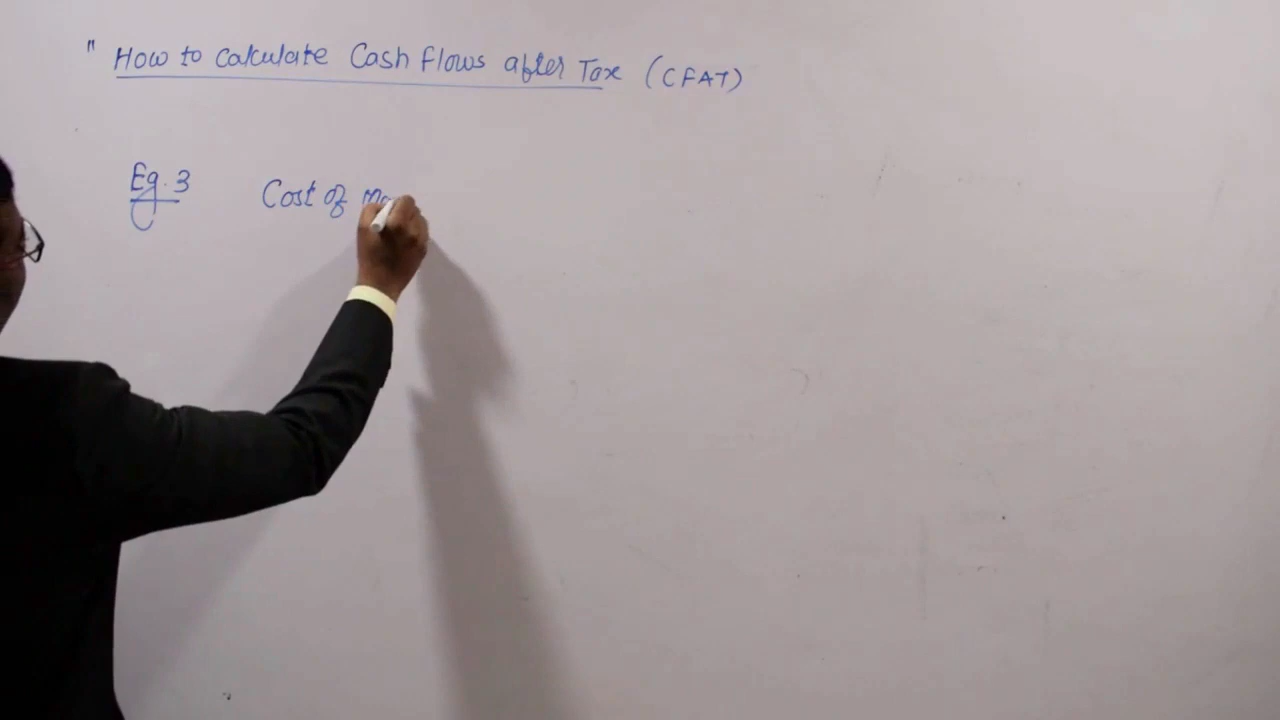 " How to Calculate Cash flows after Tax (CFAT)
Eg. 3 Cost of